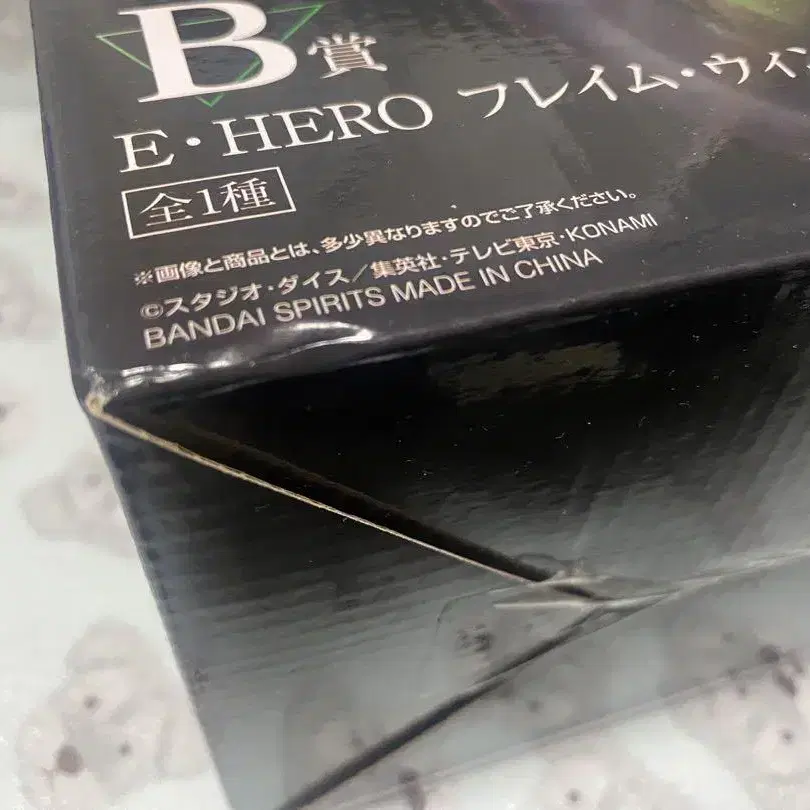 B賞
E・HERO フレイム・ウィン
全1種
※画像と商品とは、多少異なりますのでご了承ください。
©スタジオ・ダイス／集英社・テレビ東京・KONAMI
BANDAI SPIRITS MADE IN CHINA